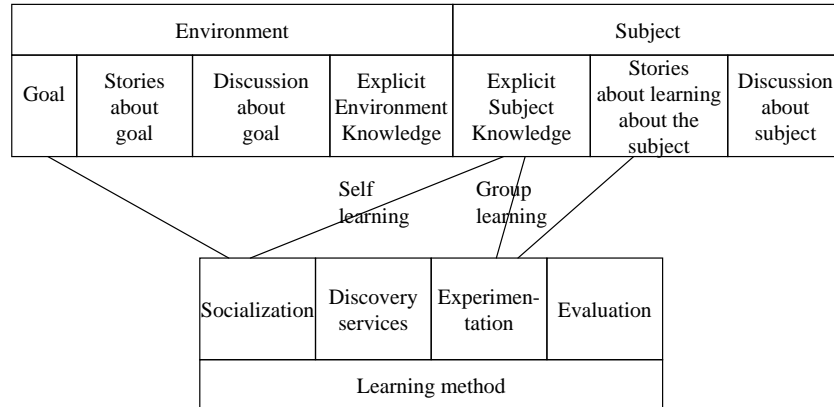 Environment
Subject
Goal
Stories
about
goal
Discussion
about
goal
Explicit
Environment
Knowledge
Explicit
Subject
Knowledge
Stories
about learning
about the
subject
Discussion
about
subject
Self
learning
Group
learning
Socialization
Discovery
services
Experimen-
tation
Evaluation
Learning method